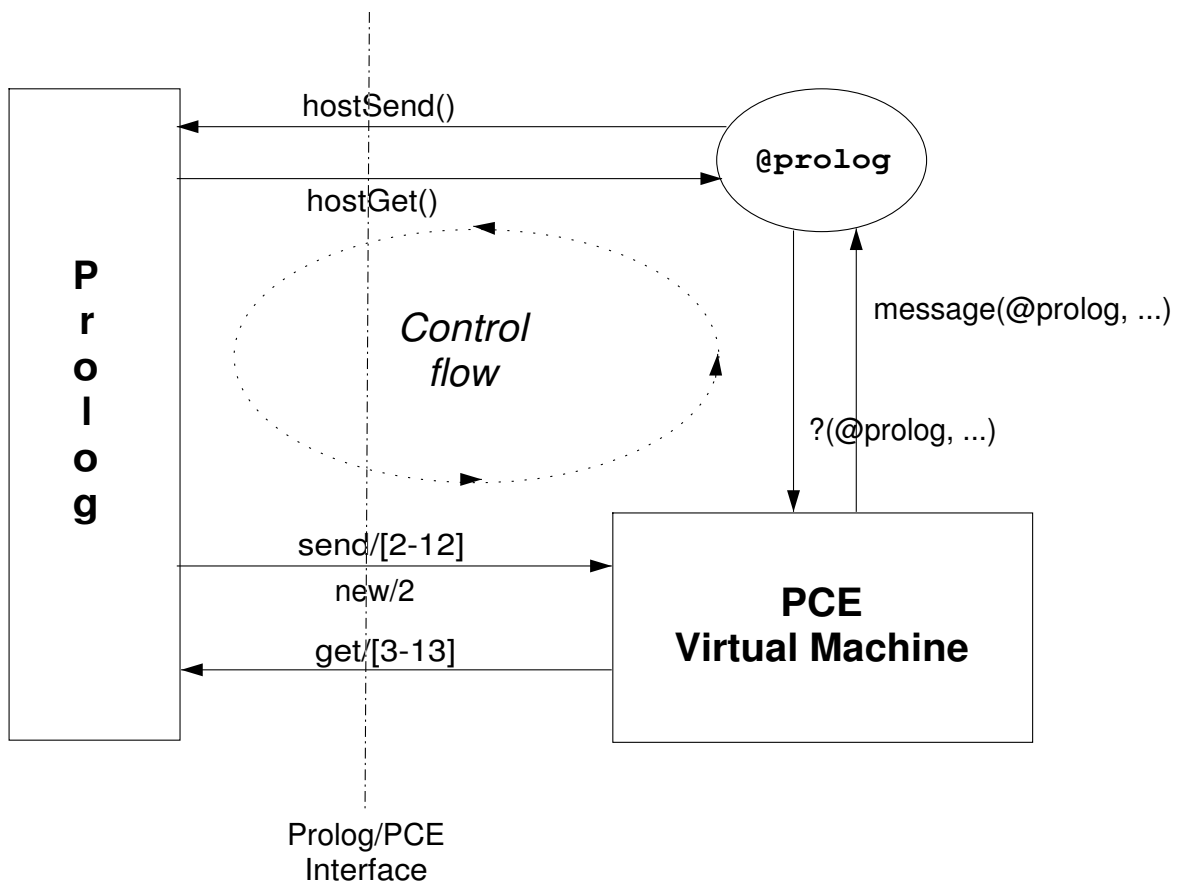 hostSend()
@prolog
hostGet()
P
r
o
l
o
g
message(@prolog, ...)
Control
flow
?(@prolog, ...)
send/[2-12]
new/2
PCE
Virtual Machine
get/[3-13]
Prolog/PCE
Interface